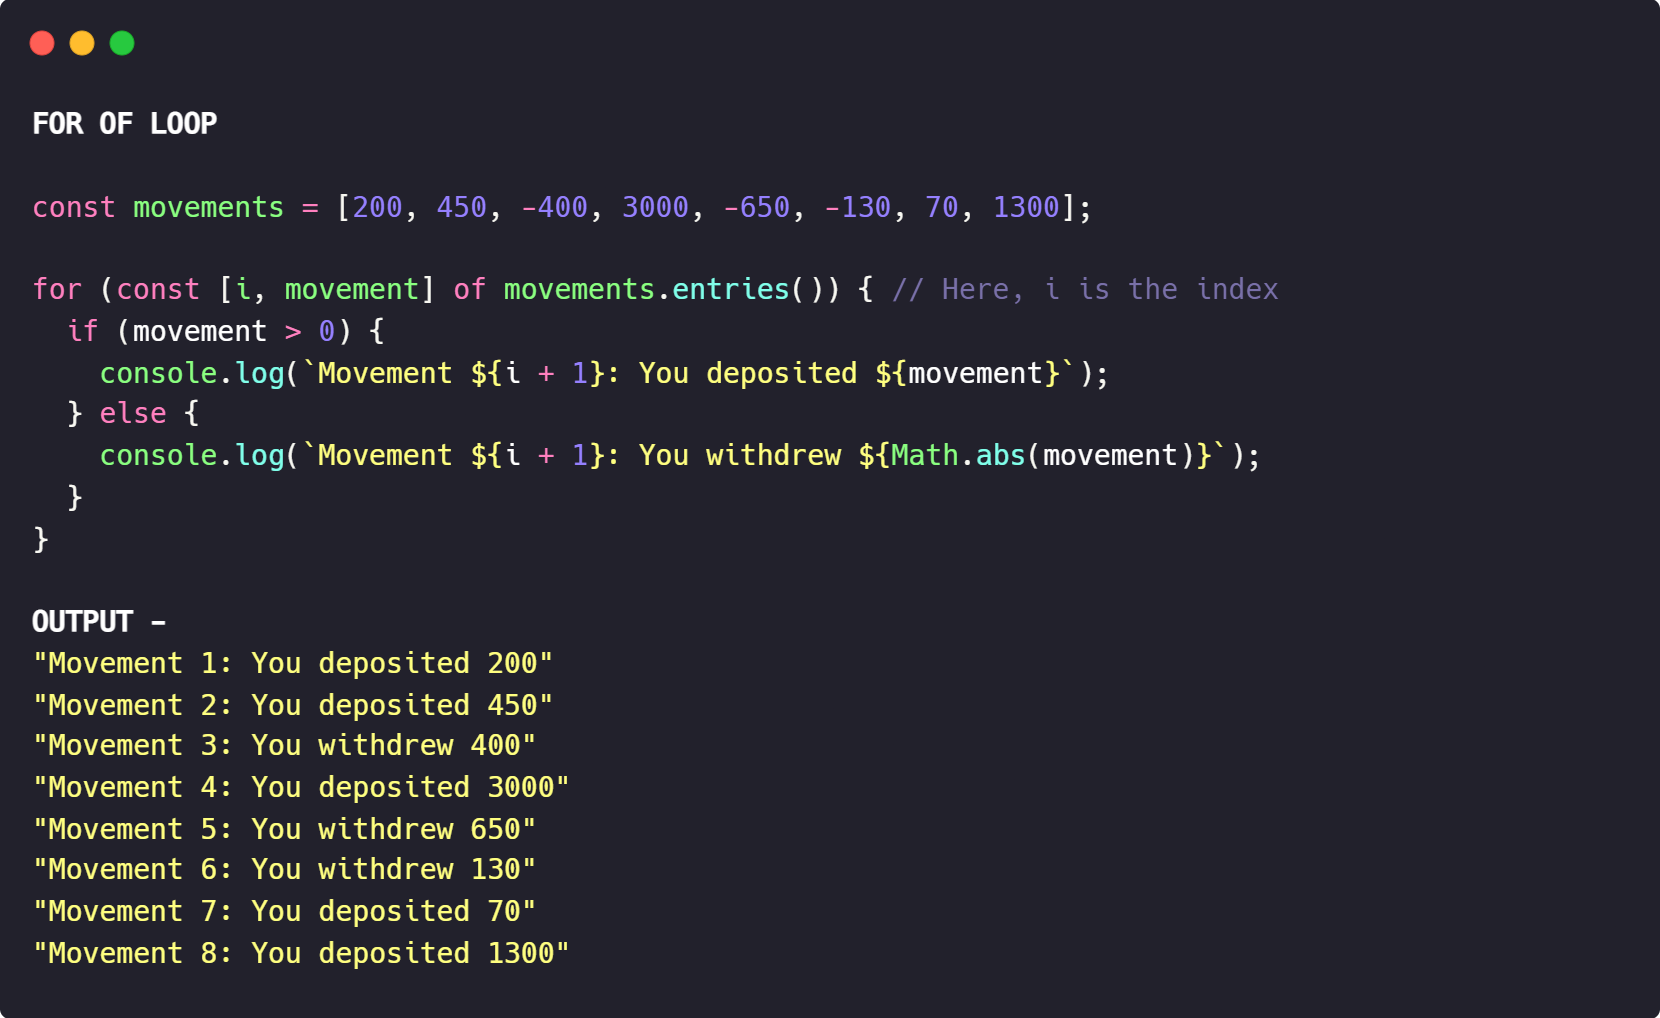 FOR OF LOOP
const movements = [200, 450, -400, 3000, -650, -130, 70, 1300];
for (const [i, movement] of movements.entries()) { // Here, i is the index
  if (movement > 0) {
    console.log(`Movement ${i + 1}: You deposited ${movement}`);
  } else {
    console.log(`Movement ${i + 1}: You withdrew ${Math.abs(movement)}`);
  }
}
OUTPUT -
"Movement 1: You deposited 200"
"Movement 2: You deposited 450"
"Movement 3: You withdrew 400"
"Movement 4: You deposited 3000"
"Movement 5: You withdrew 650"
"Movement 6: You withdrew 130"
"Movement 7: You deposited 70"
"Movement 8: You deposited 1300"